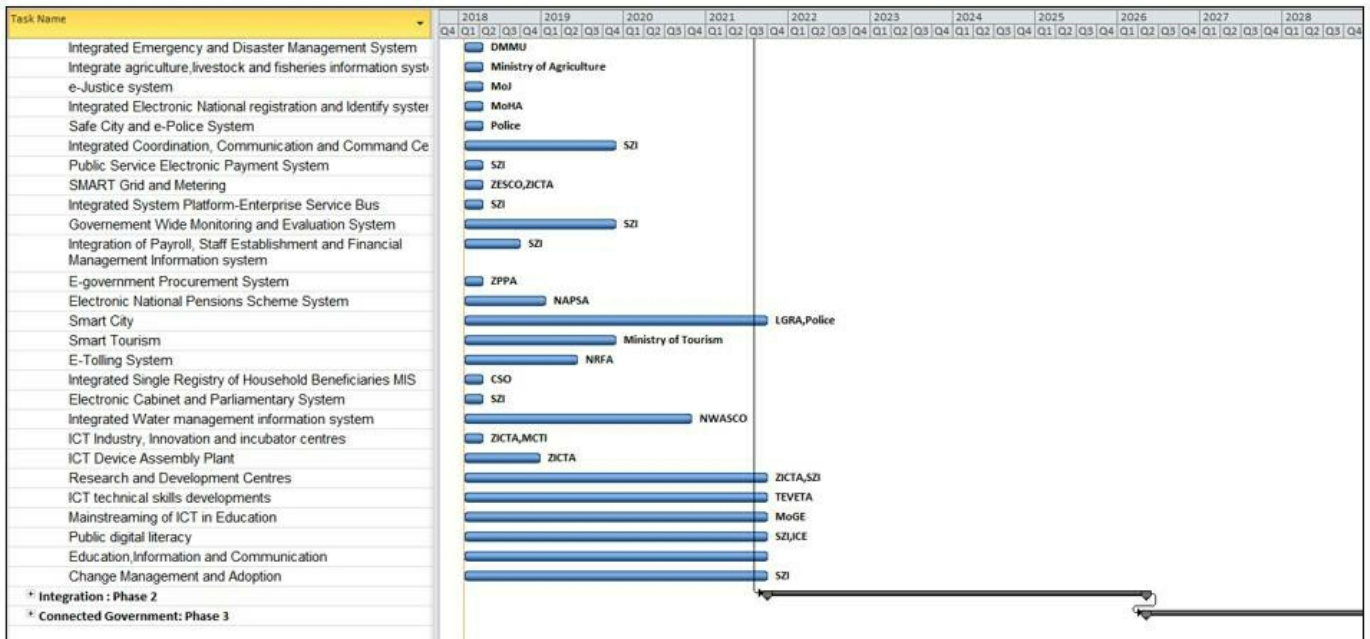 Task Name
2018 2019 2020 2021 2022 2023 2024 2025 2026 2027 2028
Q4 Q1 Q2 Q3 Q4 Q1 Q2 Q3 Q4 Q1 Q2 Q3 Q4 Q1 Q2 Q3 Q4 Q1 Q2 Q3 Q4 Q1 Q2 Q3 Q4 Q1 Q2 Q3 Q4 Q1 Q2 Q3 Q4 Q1 Q2 Q3 Q4 Q1 Q2 Q3 Q4 Q1 Q2 Q3 Q4
Integrated Emergency and Disaster Management System DMMU
Integrate agriculture,livestock and fisheries information syst Ministry of Agriculture
e-Justice system MoJ
Integrated Electronic National registration and Identify syster MoHA
Safe City and e-Police System Police
Integrated Coordination, Communication and Command Ce SZI
Public Service Electronic Payment System SZI
SMART Grid and Metering ZESCO,ZICTA
Integrated System Platform-Enterprise Service Bus SZI
Governement Wide Monitoring and Evaluation System SZI
Integration of Payroll, Staff Establishment and Financial SZI
Management Information system
E-government Procurement System ZPPA
Electronic National Pensions Scheme System NAPSA
Smart City LGRA,Police
Smart Tourism Ministry of Tourism
E-Tolling System NRFA
Integrated Single Registry of Household Beneficiaries MIS CSO
Electronic Cabinet and Parliamentary System SZI
Integrated Water management information system NWASCO
ICT Industry, Innovation and incubator centres ZICTA,MCTI
ICT Device Assembly Plant ZICTA
Research and Development Centres ZICTA,SZI
ICT technical skills developments TEVETA
Mainstreaming of ICT in Education MoGE
Public digital literacy SZI,ICE
Education,Information and Communication
Change Management and Adoption SZI
Integration : Phase 2
Connected Government: Phase 3